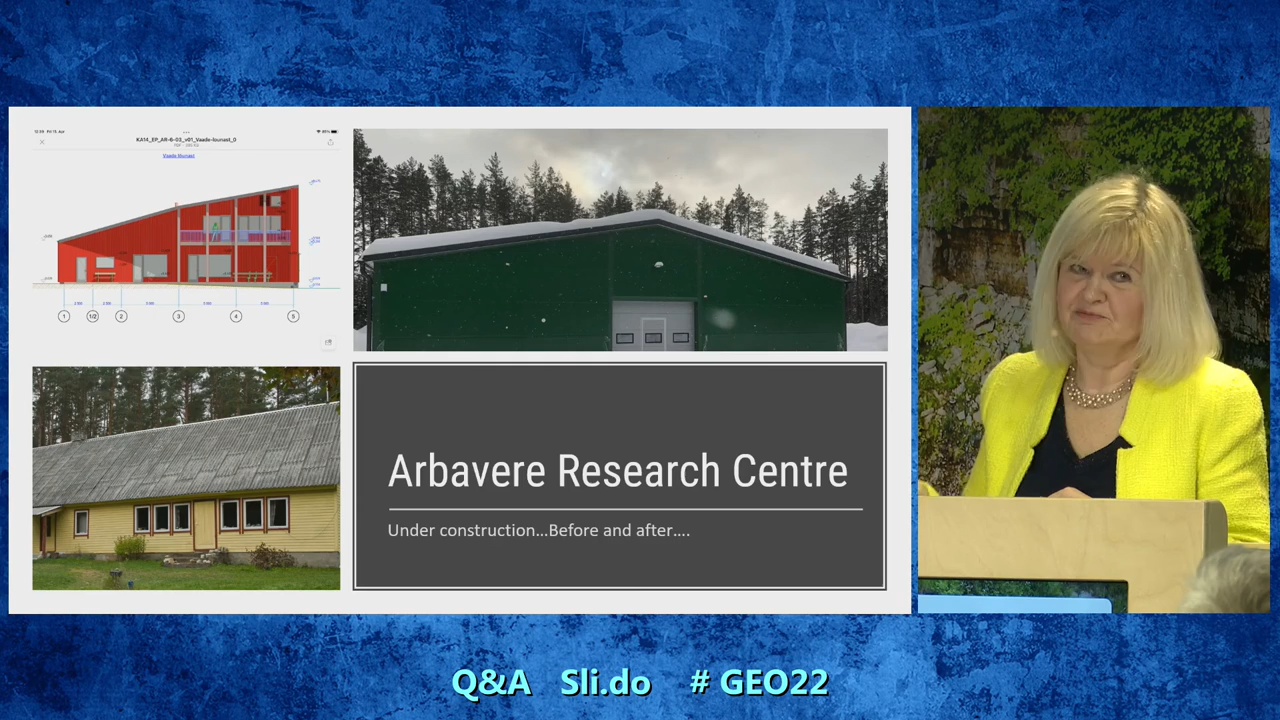 KA14_EP_AR-6-03_v01_Vaade-lounast_0
Vaade lõunast
1
1/2
2
3
4
5
Arbavere Research Centre
Under construction...Before and after....
Q&A Sli.do # GEO22